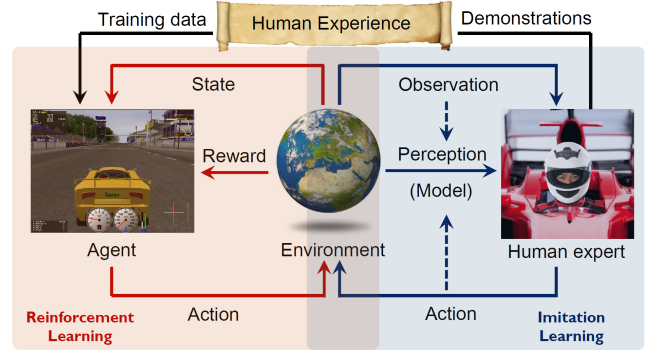 Training data
Human Experience
Demonstrations
State
Observation
Reward
Perception
(Model)
Agent
Environment
Human expert
Action
Action
Reinforcement
Learning
Imitation
Learning